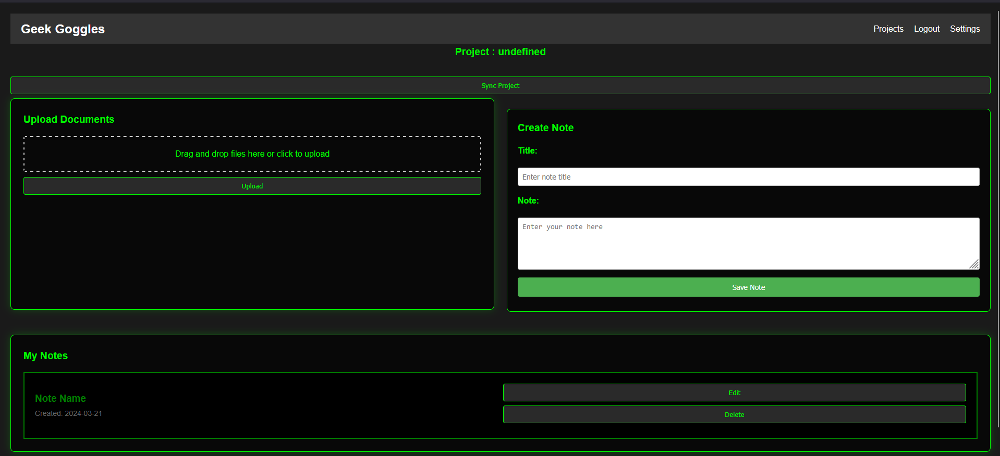 Geek Goggles
Projects Logout Settings
Project : undefined
Sync Project
Upload Documents
Drag and drop files here or click to upload
Upload
Create Note
Title:
Enter note title
Note:
Enter your note here
Save Note
My Notes
Note Name
Created: 2024-03-21
Edit
Delete